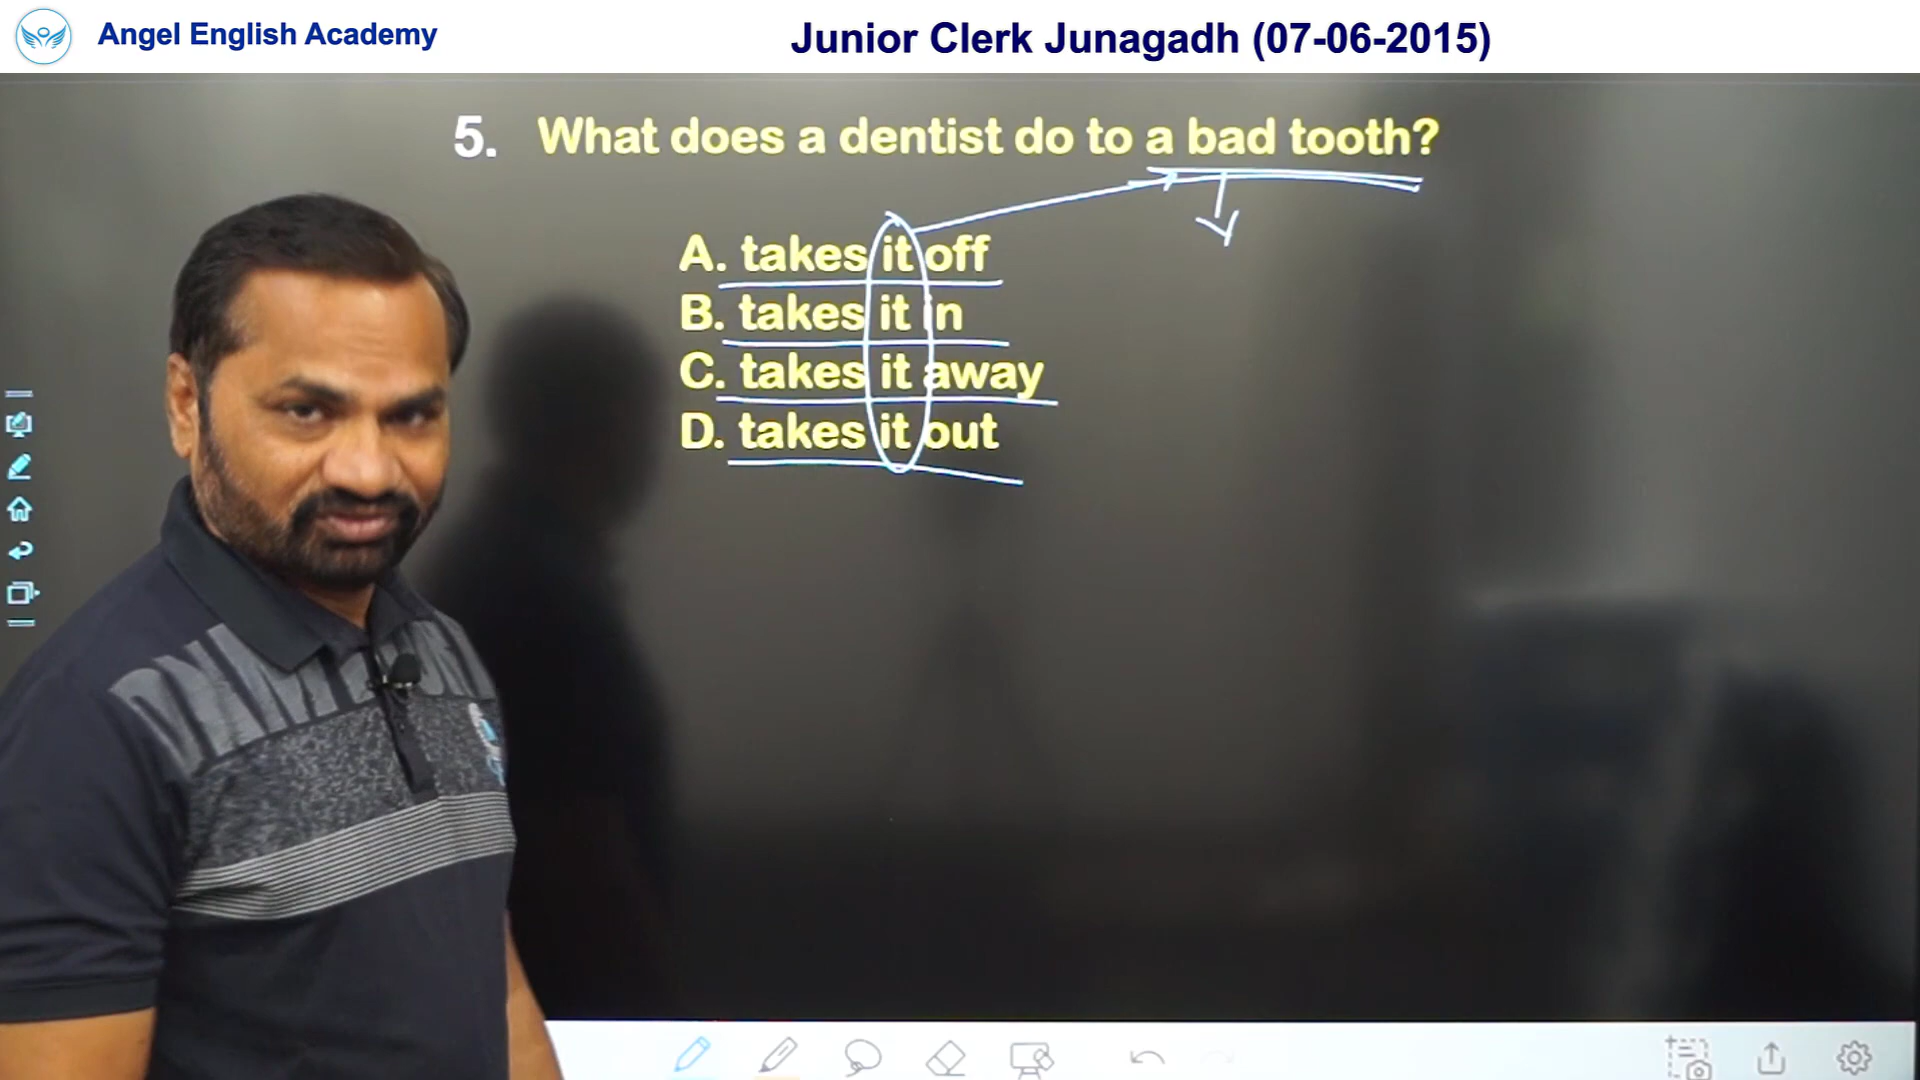 Angel English Academy
Junior Clerk Junagadh (07-06-2015)
5. What does a dentist do to a bad tooth?
A. takes it off
B. takes it in
C. takes it away
D. takes it out